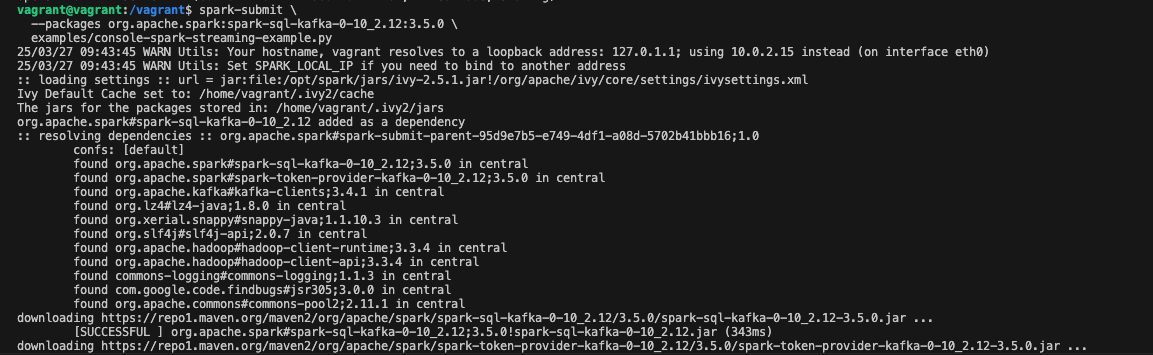 vagrant@vagrant:/vagrant$ spark-submit \
  --packages org.apache.spark:spark-sql-kafka-0-10_2.12:3.5.0 \
  examples/console-spark-streaming-example.py
25/03/27 09:43:45 WARN Utils: Your hostname, vagrant resolves to a loopback address: 127.0.1.1; using 10.0.2.15 instead (on interface eth0)
25/03/27 09:43:45 WARN Utils: Set SPARK_LOCAL_IP if you need to bind to another address
:: loading settings :: url = jar:file:/opt/spark/jars/ivy-2.5.1.jar!/org/apache/ivy/core/settings/ivysettings.xml
Ivy Default Cache set to: /home/vagrant/.ivy2/cache
The jars for the packages stored in: /home/vagrant/.ivy2/jars
org.apache.spark#spark-sql-kafka-0-10_2.12 added as a dependency
:: resolving dependencies :: org.apache.spark#spark-submit-parent-95d9e7b5-e749-4df1-a08d-5702b41bbb16;1.0
        confs: [default]
        found org.apache.spark#spark-sql-kafka-0-10_2.12;3.5.0 in central
        found org.apache.spark#spark-token-provider-kafka-0-10_2.12;3.5.0 in central
        found org.apache.kafka#kafka-clients;3.4.1 in central
        found org.lz4#lz4-java;1.8.0 in central
        found org.xerial.snappy#snappy-java;1.1.10.3 in central
        found org.slf4j#slf4j-api;2.0.7 in central
        found org.apache.hadoop#hadoop-client-runtime;3.3.4 in central
        found org.apache.hadoop#hadoop-client-api;3.3.4 in central
        found commons-logging#commons-logging;1.1.3 in central
        found com.google.code.findbugs#jsr305;3.0.0 in central
        found org.apache.commons#commons-pool2;2.11.1 in central
downloading https://repo1.maven.org/maven2/org/apache/spark/spark-sql-kafka-0-10_2.12/3.5.0/spark-sql-kafka-0-10_2.12-3.5.0.jar ...
        [SUCCESSFUL ] org.apache.spark#spark-sql-kafka-0-10_2.12;3.5.0!spark-sql-kafka-0-10_2.12.jar (343ms)
downloading https://repo1.maven.org/maven2/org/apache/spark/spark-token-provider-kafka-0-10_2.12/3.5.0/spark-token-provider-kafka-0-10_2.12-3.5.0.jar ...